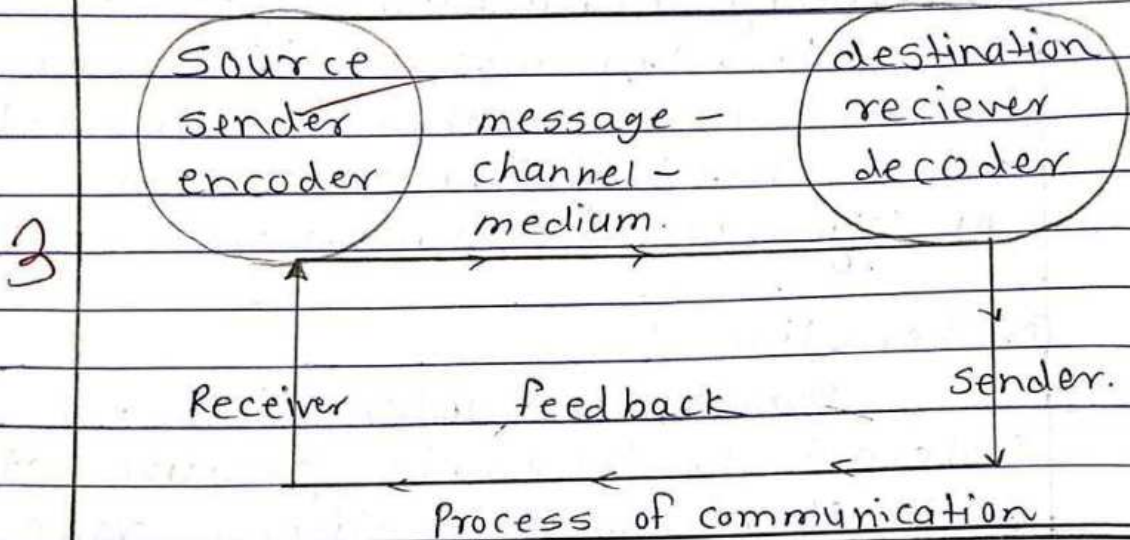 source
sender
encoder
message -
channel -
medium.
destination
reciever
decoder
3
Receiver
feedback
sender.
Process of communication.